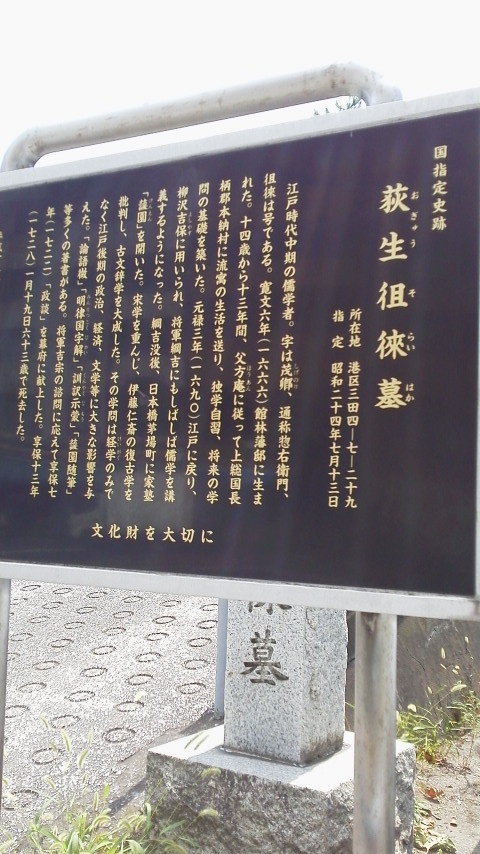 国指定史跡
荻生徂徠墓
おぎゅうそらいはか
所在地 港区三田四―七―二十九
指定 昭和二十四年七月十三日
江戸時代中期の儒学者。字は茂卿、通称惣右衛門、
徂徠は号である。寛文六年(一六六六)館林藩邸に生ま
れた。十四歳から十三年間、父方庵に従って上総国長
柄郡本納村に流寓の生活を送り、独学自習、将来の学
問の基礎を築いた。元禄三年(一六九〇)江戸に戻り、
柳沢吉保に用いられ、将軍綱吉にもしばしば儒学を講
義するようになった。綱吉没後、日本橋茅場町に家塾
「蘐園」を開いた。宋学を重んじ、伊藤仁斎の復古学を
批判し、古文辞学を大成した。その学問は経学のみで
なく江戸後期の政治、経済、文学等に大きな影響を与
えた。「論語徴」「明律国字解」「訓訳示蒙」「蘐園随筆」
等多くの著書がある。将軍吉宗の諮問に応えて享保七
年(一七二二)「政談」を幕府に献上した。享保十三年
(一七二八)一月十九日六十三歳で死去した。
文化財を大切に
墓